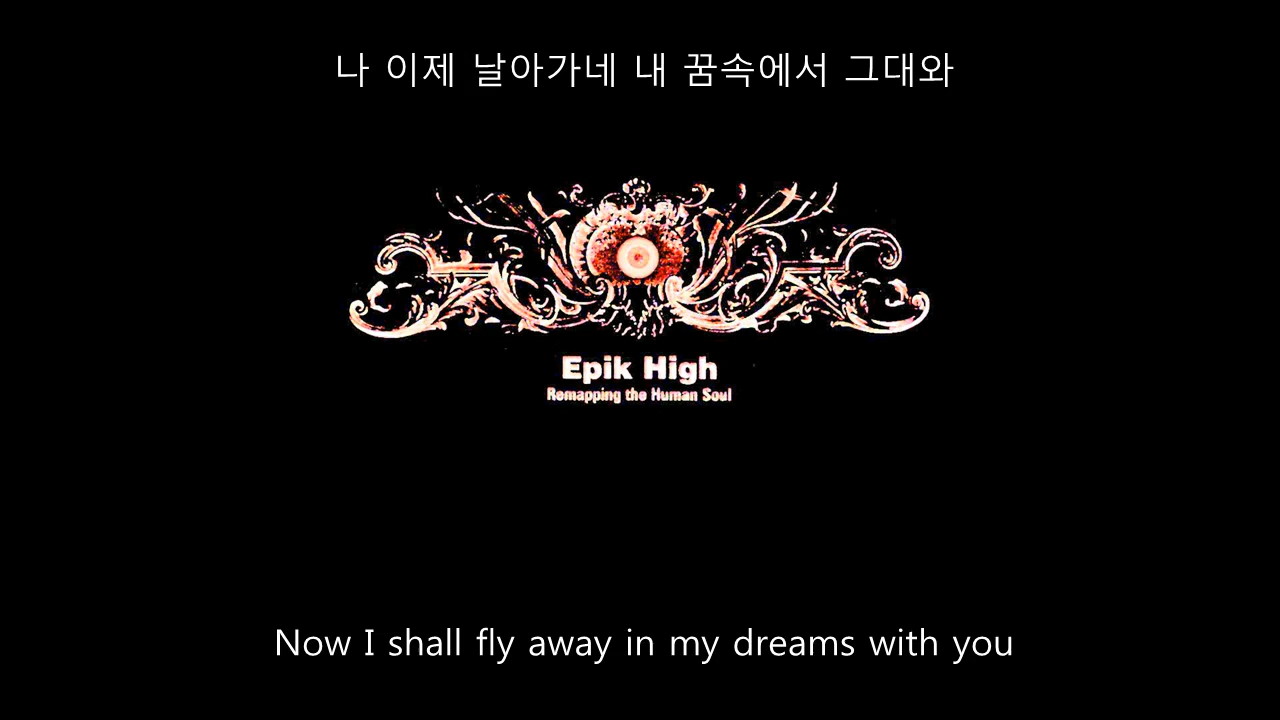 나 이제 날아가네 내 꿈속에서 그대와
Epik High
Remapping the Human Soul
Now I shall fly away in my dreams with you